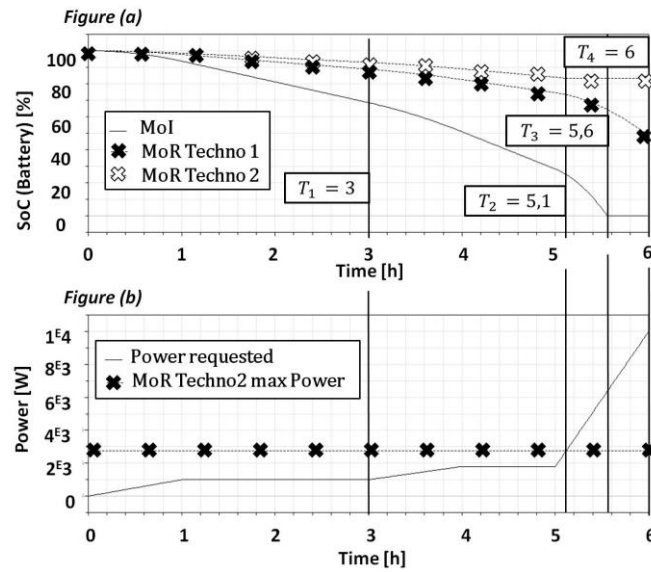 Figure (a)
SoC (Battery) [%]
100
80
60
40
20
0
MoI
MoR Techno 1
MoR Techno 2
T₁ = 3
T₂ = 5,1
T₃ = 5,6
T₄ = 6
0 1 2 3 4 5 6
Time [h]
Figure (b)
Power [W]
1ᴱ4
8ᴱ3
6ᴱ3
4ᴱ3
2ᴱ3
0
Power requested
MoR Techno2 max Power
0 1 2 3 4 5 6
Time [h]